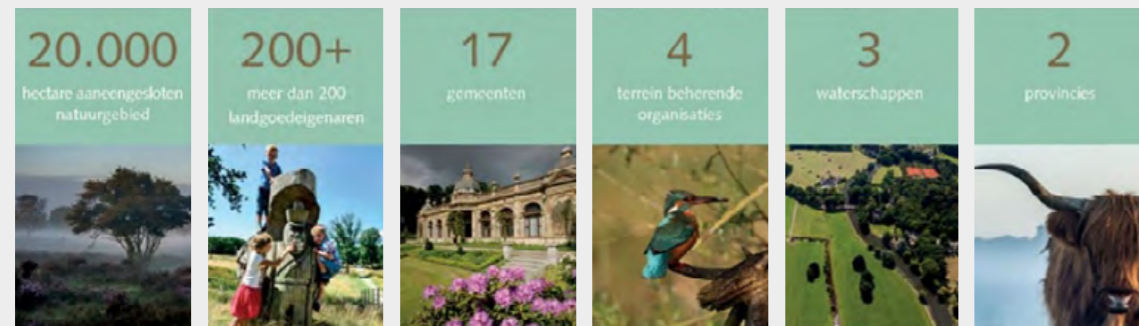 20.000
hectare aaneengesloten
natuurgebied
200+
meer dan 200
landgoedeigenaren
17
gemeenten
4
terrein beherende
organisaties
3
waterschappen
2
provincies